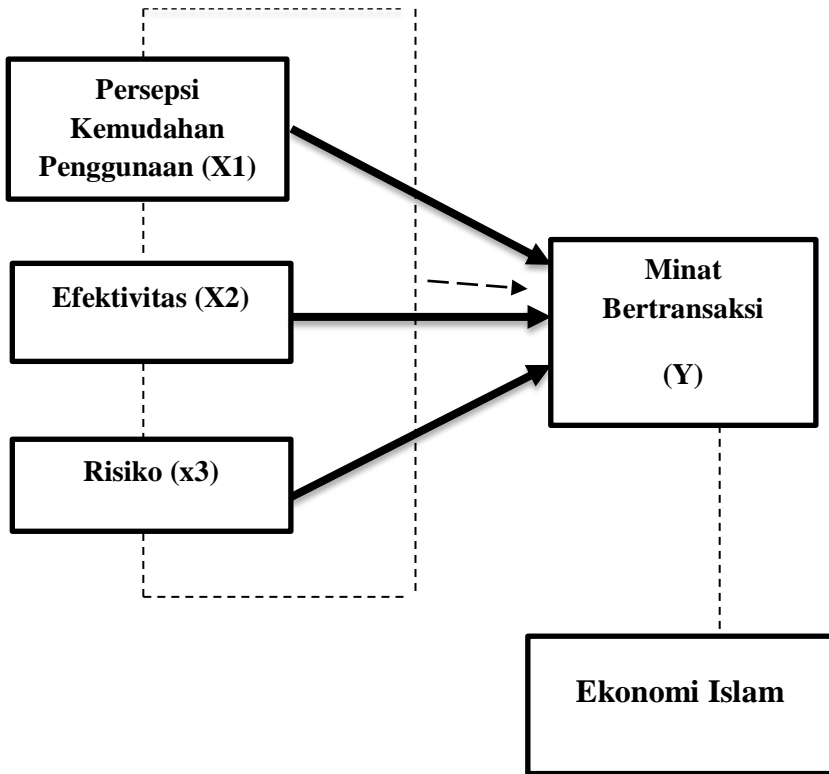 Persepsi
Kemudahan
Penggunaan (X1)
Efektivitas (X2)
Risiko (x3)
Minat
Bertransaksi
(Y)
Ekonomi Islam